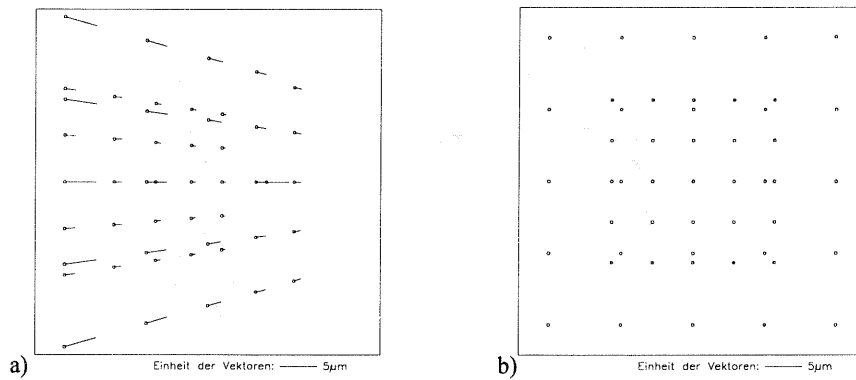 a)
Einheit der Vektoren: 5µm
b)
Einheit der Vektoren: 5µm